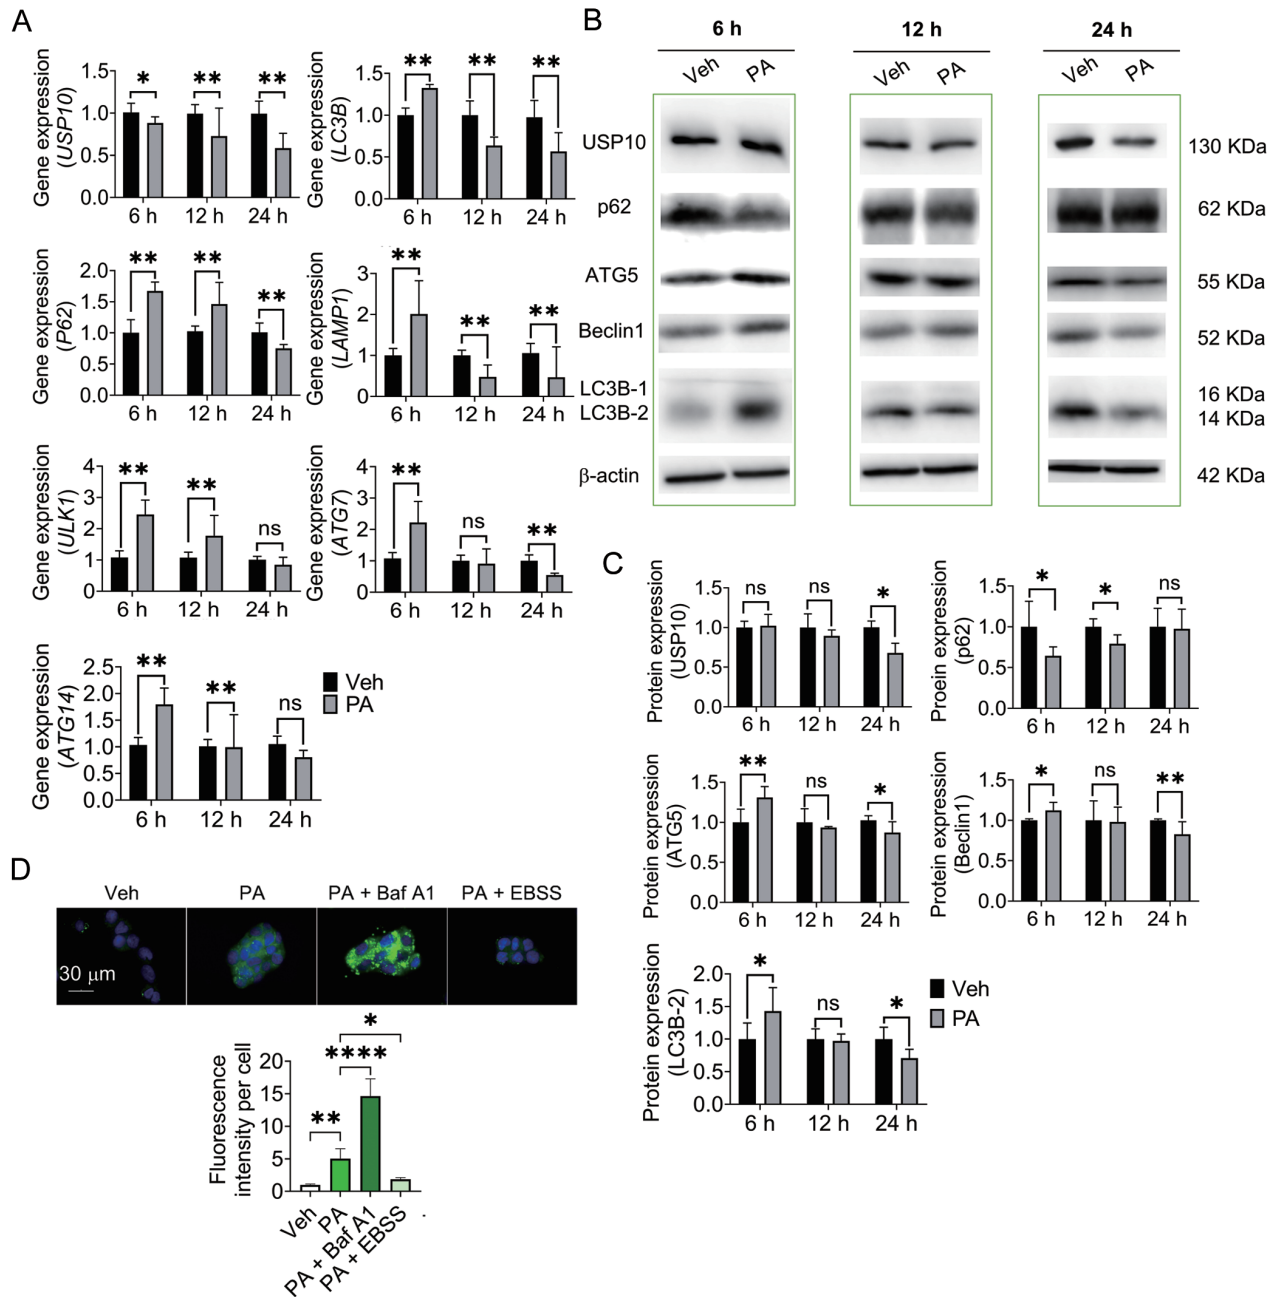 A
Gene expression
(USP10)
1.5
1.0
0.5
0.0
*
**
**
6 h
12 h
24 h
Gene expression
(LC3B)
1.5
1.0
0.5
0.0
**
**
**
6 h
12 h
24 h
Gene expression
(P62)
2.0
1.5
1.0
0.5
0.0
**
**
**
6 h
12 h
24 h
Gene expression
(LAMP1)
3
2
1
0
**
**
**
6 h
12 h
24 h
Gene expression
(ULK1)
4
3
2
1
0
**
**
ns
6 h
12 h
24 h
Gene expression
(ATG7)
4
3
2
1
0
**
ns
**
6 h
12 h
24 h
Gene expression
(ATG14)
2.5
2.0
1.5
1.0
0.5
0.0
**
**
ns
6 h
12 h
24 h
Veh
PA
B
6 h
12 h
24 h
Veh PA
Veh PA
Veh PA
USP10
130 KDa
p62
62 KDa
ATG5
55 KDa
Beclin1
52 KDa
LC3B-1
16 KDa
LC3B-2
14 KDa
β-actin
42 KDa
C
Protein expression
(USP10)
1.5
1.0
0.5
0.0
ns
ns
*
6 h
12 h
24 h
Proein expression
(p62)
1.5
1.0
0.5
0.0
*
*
ns
6 h
12 h
24 h
Protein expression
(ATG5)
1.5
1.0
0.5
0.0
**
ns
*
6 h
12 h
24 h
Protein expression
(Beclin1)
1.5
1.0
0.5
0.0
*
ns
**
6 h
12 h
24 h
Protein expression
(LC3B-2)
2.0
1.5
1.0
0.5
0.0
*
ns
*
6 h
12 h
24 h
Veh
PA
D
Veh
PA
PA + Baf A1
PA + EBSS
30 μm
Fluorescence
intensity per cell
20
15
10
5
0
**
****
*
Veh
PA
PA + Baf A1
PA + EBSS